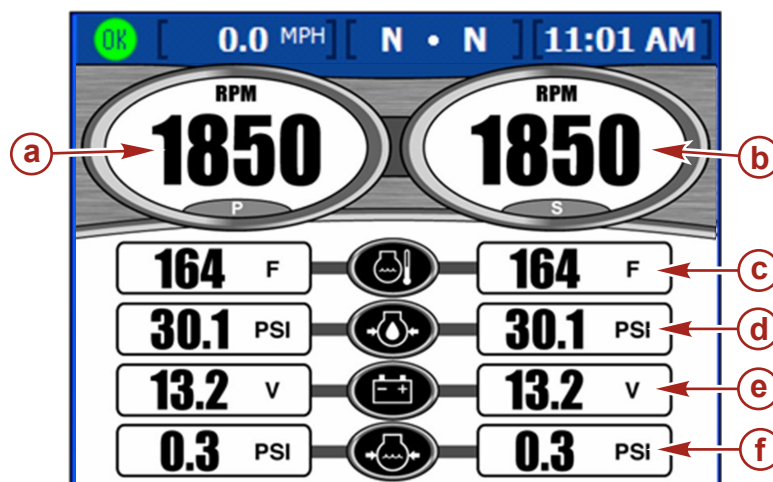 OK [ 0.0 MPH ] [ N • N ] [ 11:01 AM ]
RPM RPM
a 1850 1850 b
P S
164 F 164 F c
30.1 PSI 30.1 PSI d
13.2 V - + 13.2 V e
0.3 PSI 0.3 PSI f